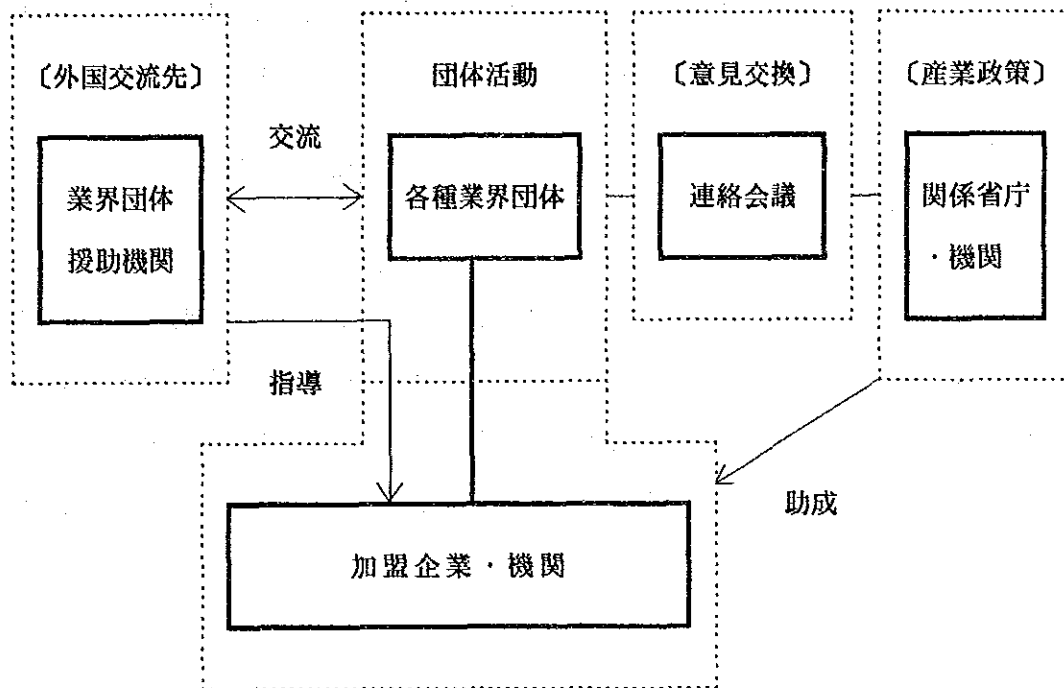 〔外国交流先〕
団体活動
〔意見交換〕
〔産業政策〕
交流
業界団体
援助機関
各種業界団体
連絡会議
関係省庁
・機関
指導
助成
加盟企業・機関